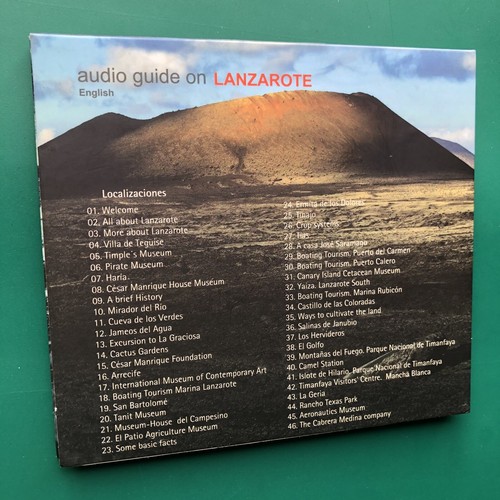 audio guide on LANZAROTE
English
Localizaciones
01. Welcome
02. All about Lanzarote
03. More about Lanzarote
04. Villa de Teguise
05. Timple´s Museum
06. Pirate Museum
07. Haría
08. César Manrique House Museum
09. A brief History
10. Mirador del Río
11. Cueva de los Verdes
12. Jameos del Agua
13. Excursion to La Graciosa
14. Cactus Gardens
15. César Manrique Foundation
16. Arrecife
17. International Museum of Contemporary Art
18. Boating Tourism Marina Lanzarote
19. San Bartolomé
20. Tanit Museum
21. Museum-House del Campesino
22. El Patio Agriculture Museum
23. Some basic facts
24. Ermita de los Dolores
25. Tinajo
26. Crop systems
27. Tías
28. A casa José Saramago
29. Boating Tourism. Puerto del Carmen
30. Boating Tourism. Puerto Calero
31. Canary Island Cetacean Museum
32. Yaiza. Lanzarote South
33. Boating Tourism. Marina Rubicón
34. Castillo de las Coloradas
35. Ways to cultivate the land
36. Salinas de Janubio
37. Los Hervideros
38. El Golfo
39. Montañas del Fuego. Parque Nacional de Timanfaya
40. Camel Station
41. Islote de Hilario. Parque Nacional de Timanfaya
42. Timanfaya Visitors' Centre. Mancha Blanca
43. La Geria
44. Rancho Texas Park
45. Aeronautics Museum
46. The Cabrera Medina company